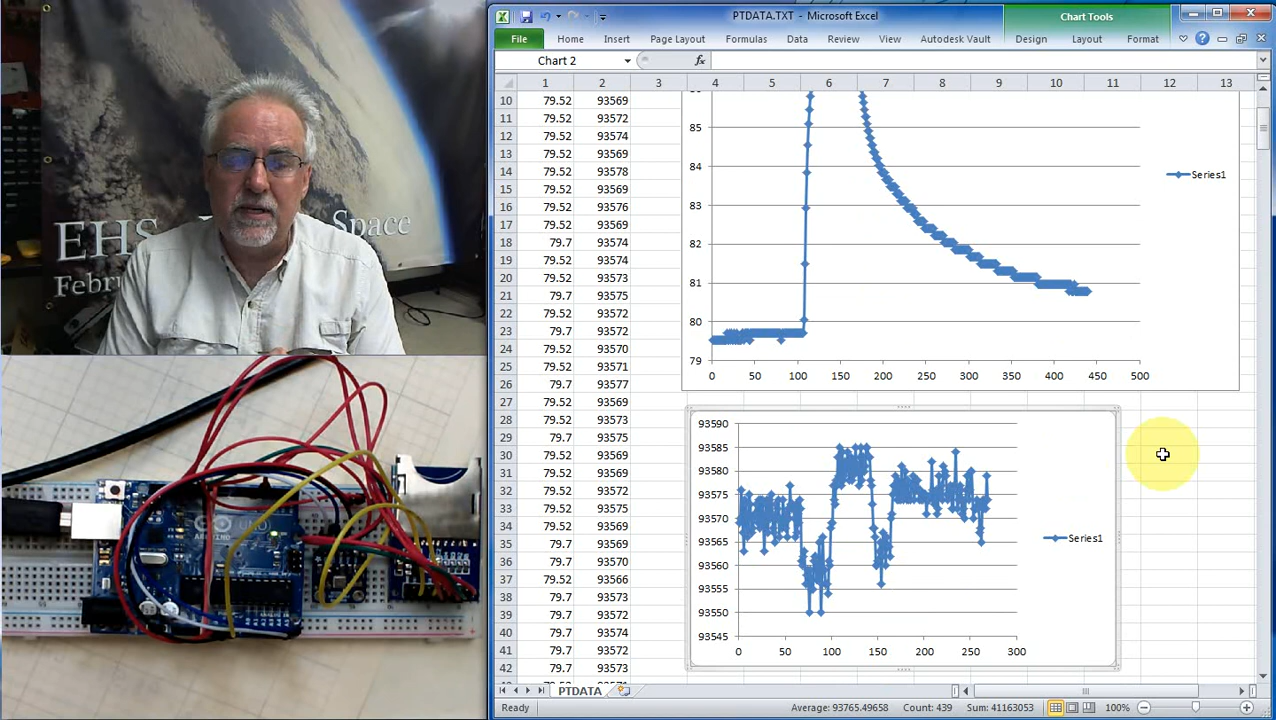 EHS
Space
Febru
UNO
ARDUINO
PTDATA.TXT - Microsoft Excel
Chart Tools
File Home Insert Page Layout Formulas Data Review View Autodesk Vault Design Layout Format
Chart 2 fx
1 2 3 4 5 6 7 8 9 10 11 12 13
10 79.52 93569
11 79.52 93572
12 79.52 93574
13 79.52 93569
14 79.52 93578
15 79.52 93569
16 79.52 93576
17 79.52 93569
18 79.7 93574
19 79.52 93574
20 79.52 93573
21 79.7 93575
22 79.52 93572
23 79.7 93572
24 79.52 93570
25 79.52 93571
26 79.7 93577
27 79.52 93569
28 79.52 93573
29 79.7 93575
30 79.52 93572
31 79.52 93569
32 79.7 93575
33 79.52 93575
34 79.52 93569
35 79.7 93569
36 79.7 93570
37 79.52 93566
38 79.7 93573
39 79.7 93572
40 79.7 93574
41 79.7 93572
42 79.7 93573
85
84
83
82
81
80
79
0 50 100 150 200 250 300 350 400 450 500
Series1
93590
93585
93580
93575
93570
93565
93560
93555
93550
93545
0 50 100 150 200 250 300
Series1
PTDATA
Ready Average: 93765.49658 Count: 439 Sum: 41163053 100%